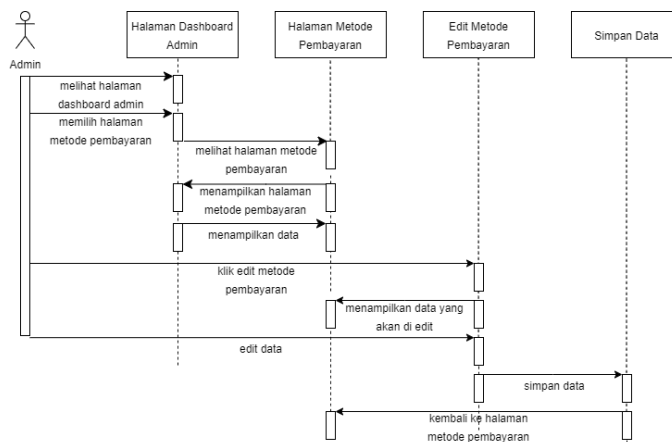 Halaman Dashboard
Admin
Halaman Metode
Pembayaran
Edit Metode
Pembayaran
Simpan Data
Admin
melihat halaman
dashboard admin
memilih halaman
metode pembayaran
melihat halaman metode
pembayaran
menampilkan halaman
metode pembayaran
menampilkan data
klik edit metode
pembayaran
menampilkan data yang
akan di edit
edit data
simpan data
kembali ke halaman
metode pembayaran